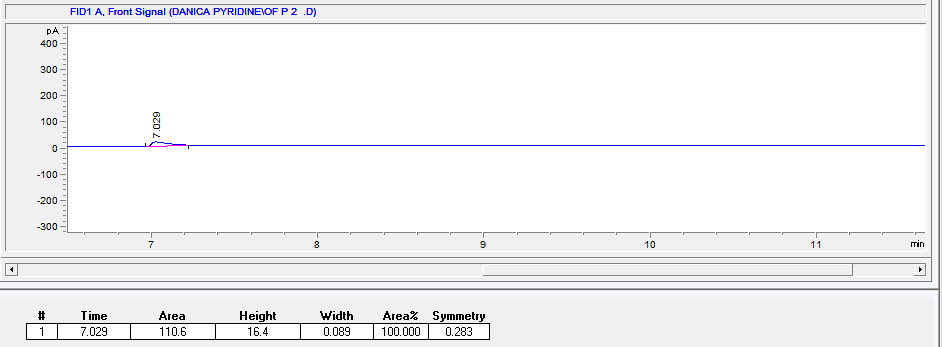 FID1 A, Front Signal (DANICA PYRIDINE\OF P 2 .D)
pA
400
300
200
100
0
-100
-200
-300
7.029
7 8 9 10 11 min
# Time Area Height Width Area% Symmetry
1 7.029 110.6 16.4 0.089 100.000 0.283